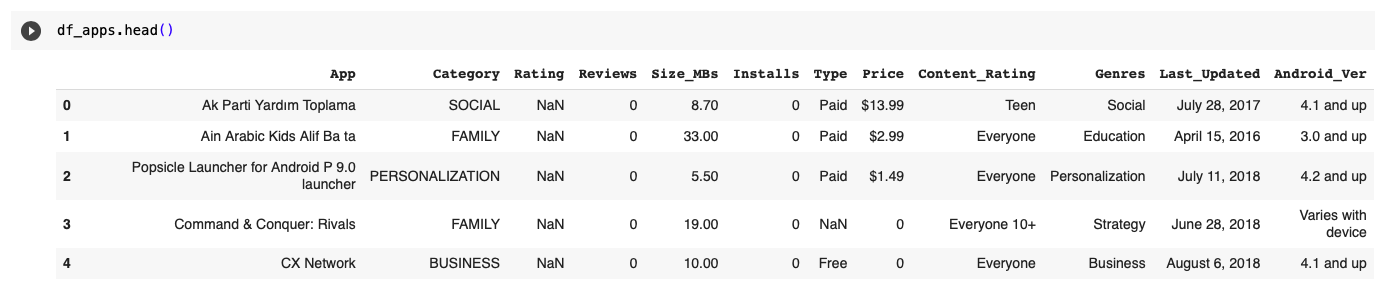 df_apps.head()
App Category Rating Reviews Size_MBs Installs Type Price Content_Rating Genres Last_Updated Android_Ver
0 Ak Parti Yardım Toplama SOCIAL NaN 0 8.70 0 Paid $13.99 Teen Social July 28, 2017 4.1 and up
1 Ain Arabic Kids Alif Ba ta FAMILY NaN 0 33.00 0 Paid $2.99 Everyone Education April 15, 2016 3.0 and up
2 Popsicle Launcher for Android P 9.0
launcher PERSONALIZATION NaN 0 5.50 0 Paid $1.49 Everyone Personalization July 11, 2018 4.2 and up
3 Command & Conquer: Rivals FAMILY NaN 0 19.00 0 NaN 0 Everyone 10+ Strategy June 28, 2018 Varies with
device
4 CX Network BUSINESS NaN 0 10.00 0 Free 0 Everyone Business August 6, 2018 4.1 and up